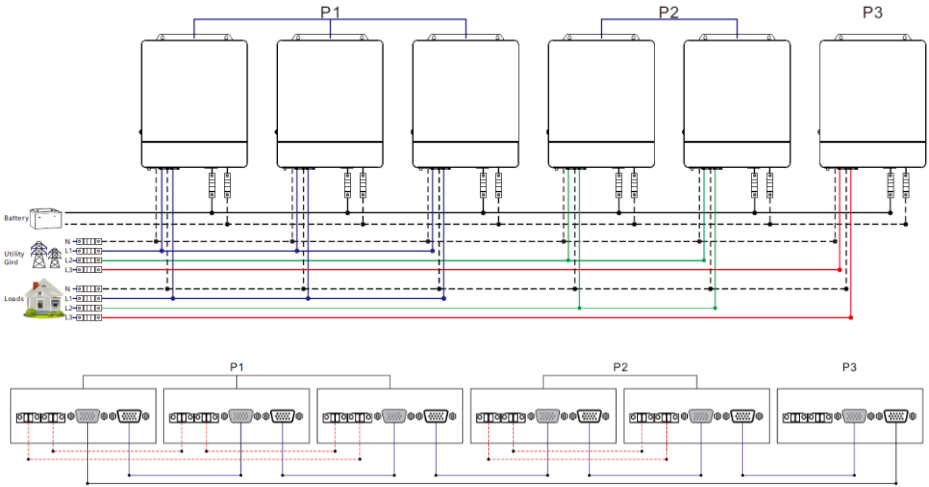 P1 P2 P3
Battery
N
L1
Utility
Gird
L2
L3
N
Loads
L1
L2
L3
P1 P2 P3